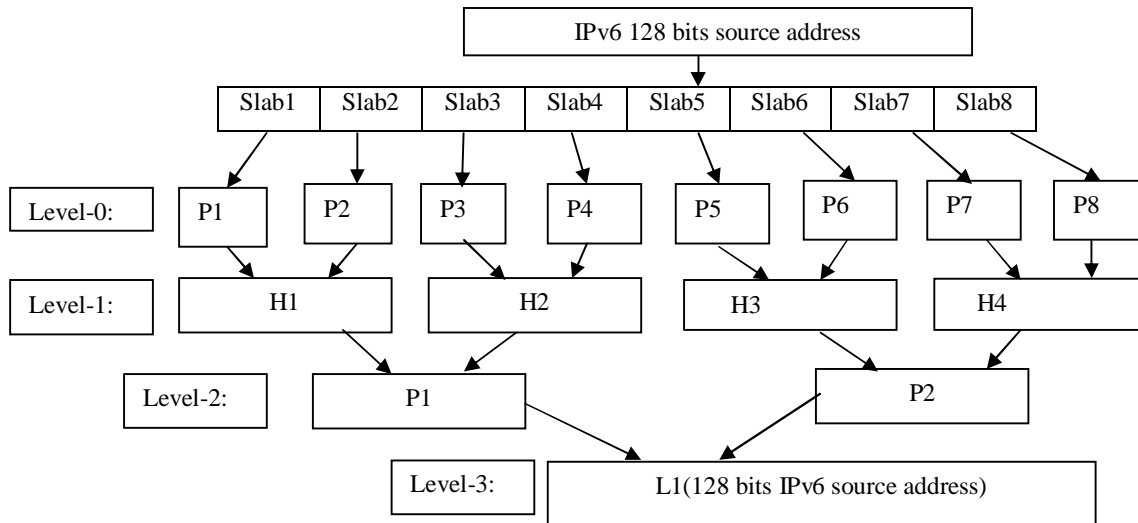 IPv6 128 bits source address
Slab1 Slab2 Slab3 Slab4 Slab5 Slab6 Slab7 Slab8
Level-0: P1 P2 P3 P4 P5 P6 P7 P8
Level-1: H1 H2 H3 H4
Level-2: P1 P2
Level-3: L1(128 bits IPv6 source address)